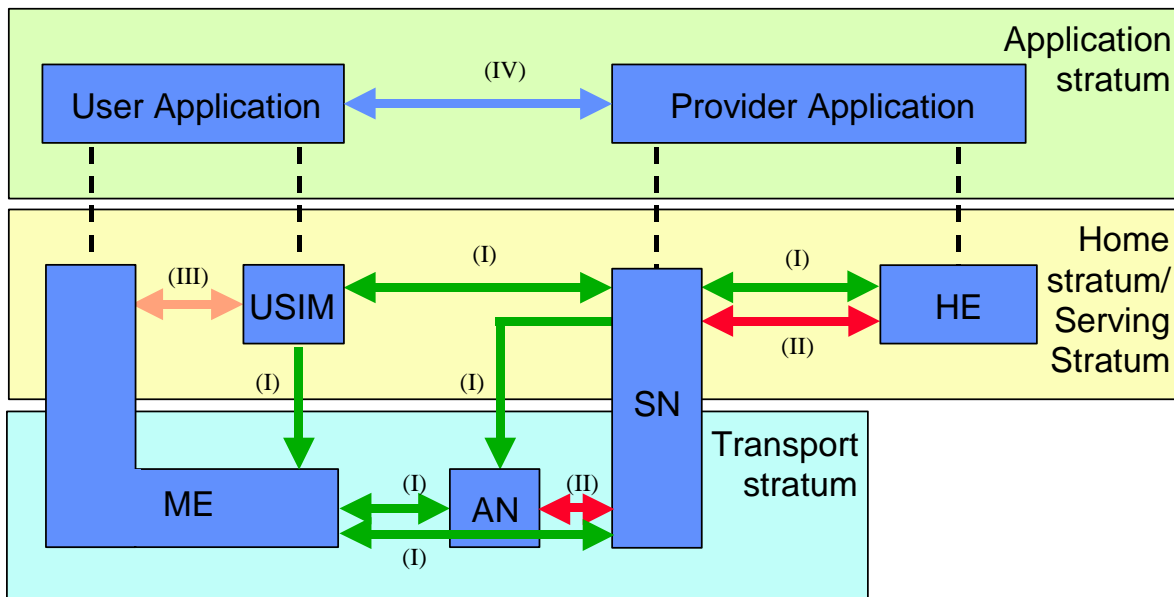 Application
stratum
(IV)
User Application
Provider Application
Home
stratum/
Serving
Stratum
(I)
(I)
(III)
USIM
HE
(II)
(I)
(I)
SN
Transport
stratum
ME
(I)
AN
(II)
(I)